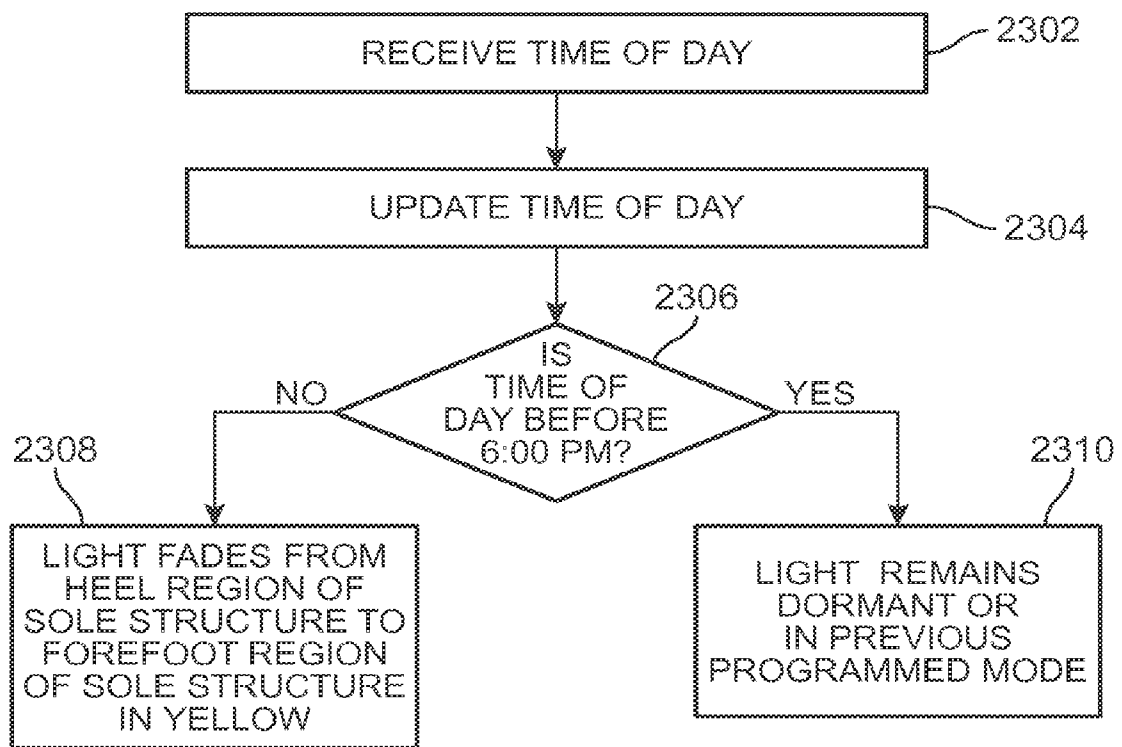 RECEIVE TIME OF DAY
2302
UPDATE TIME OF DAY
2304
2306
IS
TIME OF
DAY BEFORE
6:00 PM?
NO
YES
2308
LIGHT FADES FROM
HEEL REGION OF
SOLE STRUCTURE TO
FOREFOOT REGION
OF SOLE STRUCTURE
IN YELLOW
2310
LIGHT REMAINS
DORMANT OR
IN PREVIOUS
PROGRAMMED MODE